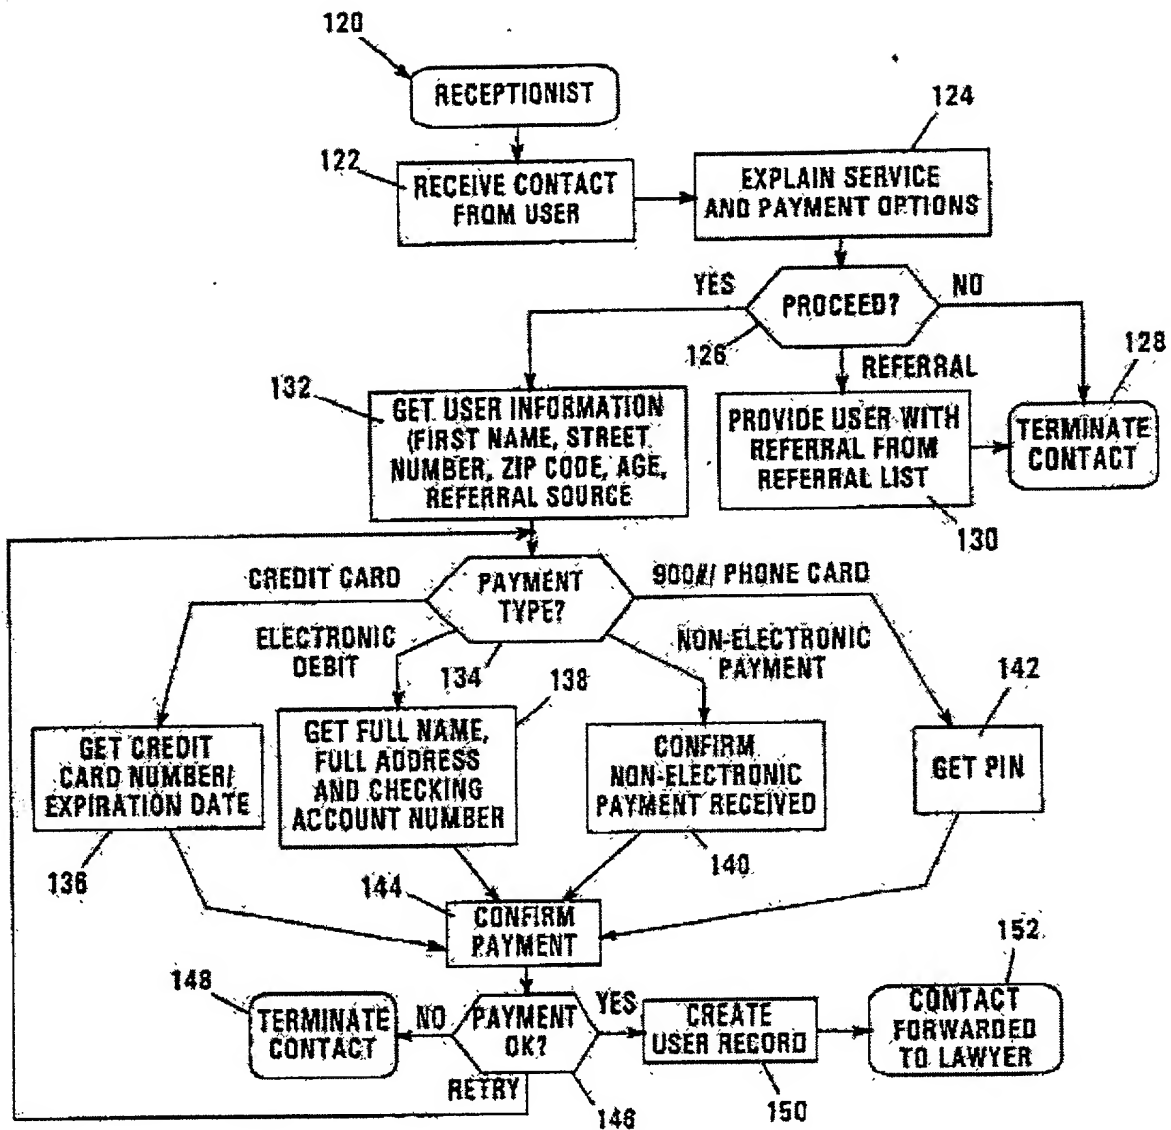 120
RECEPTIONIST
124
122
RECEIVE CONTACT
FROM USER
EXPLAIN SERVICE
AND PAYMENT OPTIONS
YES
PROCEED?
NO
126
REFERRAL
128
132
GET USER INFORMATION
(FIRST NAME, STREET
NUMBER, ZIP CODE, AGE,
REFERRAL SOURCE
PROVIDE USER WITH
REFERRAL FROM
REFERRAL LIST
TERMINATE
CONTACT
130
CREDIT CARD
PAYMENT
TYPE?
900#/ PHONE CARD
ELECTRONIC
DEBIT
134
NON-ELECTRONIC
PAYMENT
138
142
GET CREDIT
CARD NUMBER/
EXPIRATION DATE
GET FULL NAME,
FULL ADDRESS
AND CHECKING
ACCOUNT NUMBER
CONFIRM
NON-ELECTRONIC
PAYMENT RECEIVED
GET PIN
136
140
144
CONFIRM
PAYMENT
152
148
TERMINATE
CONTACT
NO
PAYMENT
OK?
YES
CREATE
USER RECORD
CONTACT
FORWARDED
TO LAWYER
RETRY
146
150